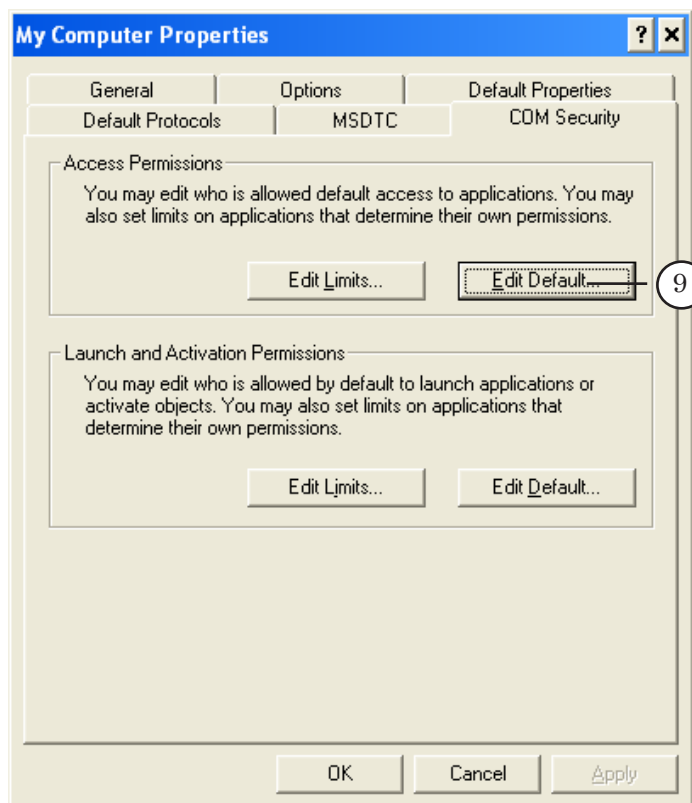 My Computer Properties
General Options Default Properties
Default Protocols MSDTC COM Security
Access Permissions
You may edit who is allowed default access to applications. You may
also set limits on applications that determine their own permissions.
Edit Limits... Edit Default... 9
Launch and Activation Permissions
You may edit who is allowed by default to launch applications or
activate objects. You may also set limits on applications that
determine their own permissions.
Edit Limits... Edit Default...
OK Cancel Apply